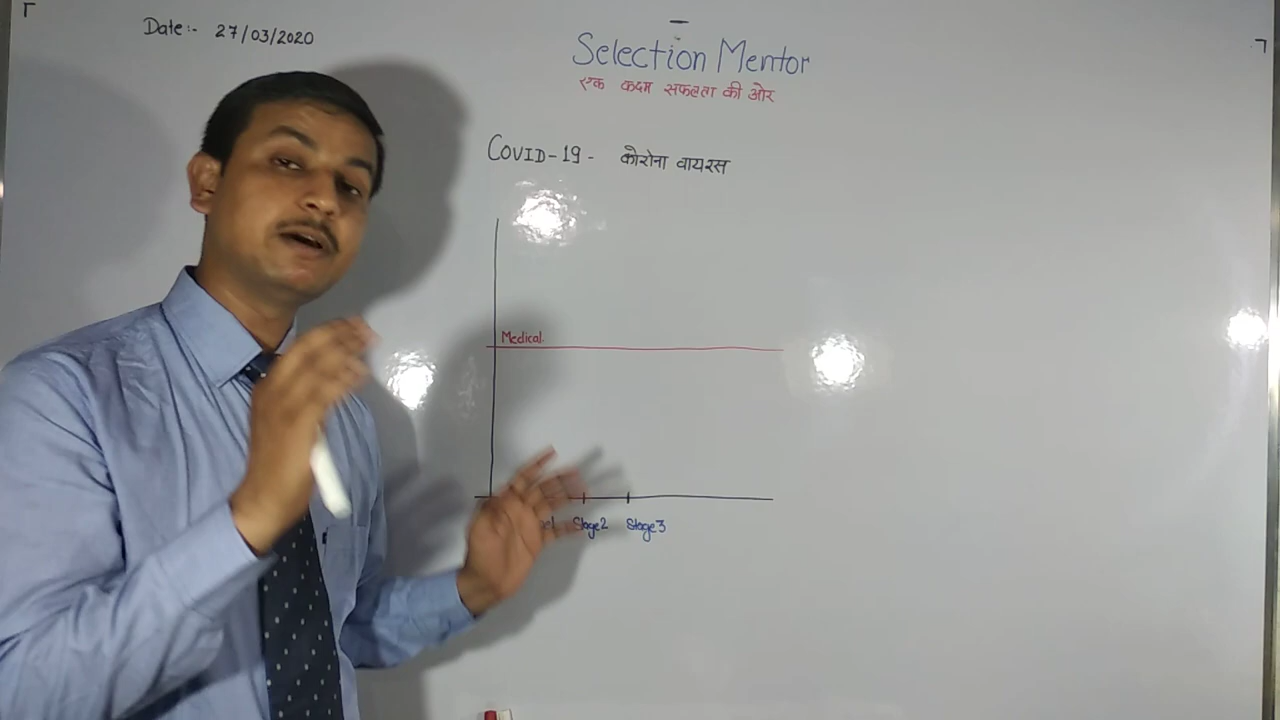 Date:- 27/03/2020
Selection Mentor
एक कदम सफलता की ओर
COVID-19 - कोरोना वायरस
Medical.
Stage2 Stage3